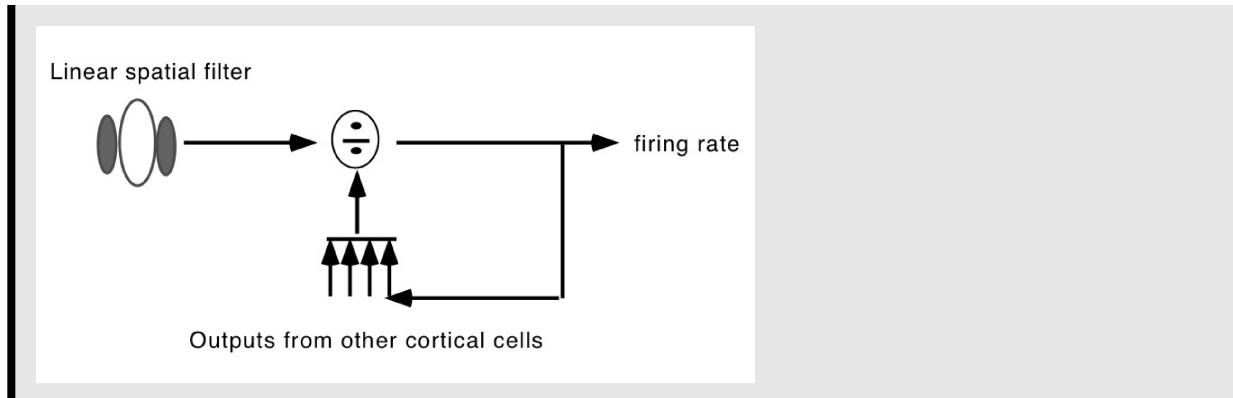 Linear spatial filter
firing rate
Outputs from other cortical cells